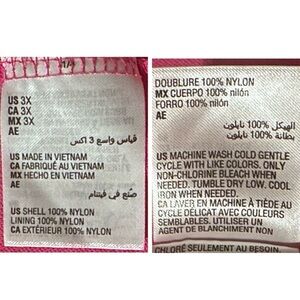 US 3X
CA 3X
MX 3X
AE
قياس واسع 3 اكس
US MADE IN VIETNAM
CA FABRIQUÉ AU VIETNAM
MX HECHO EN VIETNAM
AE
صنع في فيتنام
US SHELL 100% NYLON
LINING 100% NYLON
CA EXTÉRIEUR 100% NYLON
DOUBLURE 100% NYLON
MX CUERPO 100% nilón
FORRO 100% nilón
AE
الهيكل 100% نايلون
بطانة 100% نايلون
US MACHINE WASH COLD GENTLE
CYCLE WITH LIKE COLORS. ONLY
NON-CHLORINE BLEACH WHEN
NEEDED. TUMBLE DRY LOW. COOL
IRON WHEN NEEDED.
CA LAVER EN MACHINE À TIÈDE AU
CYCLE DÉLICAT AVEC COULEURS
SEMBLABLES. UTILISER UN
AGENT DE BLANCHIMENT NON
CHLORÉ SEULEMENT AU BESOIN.